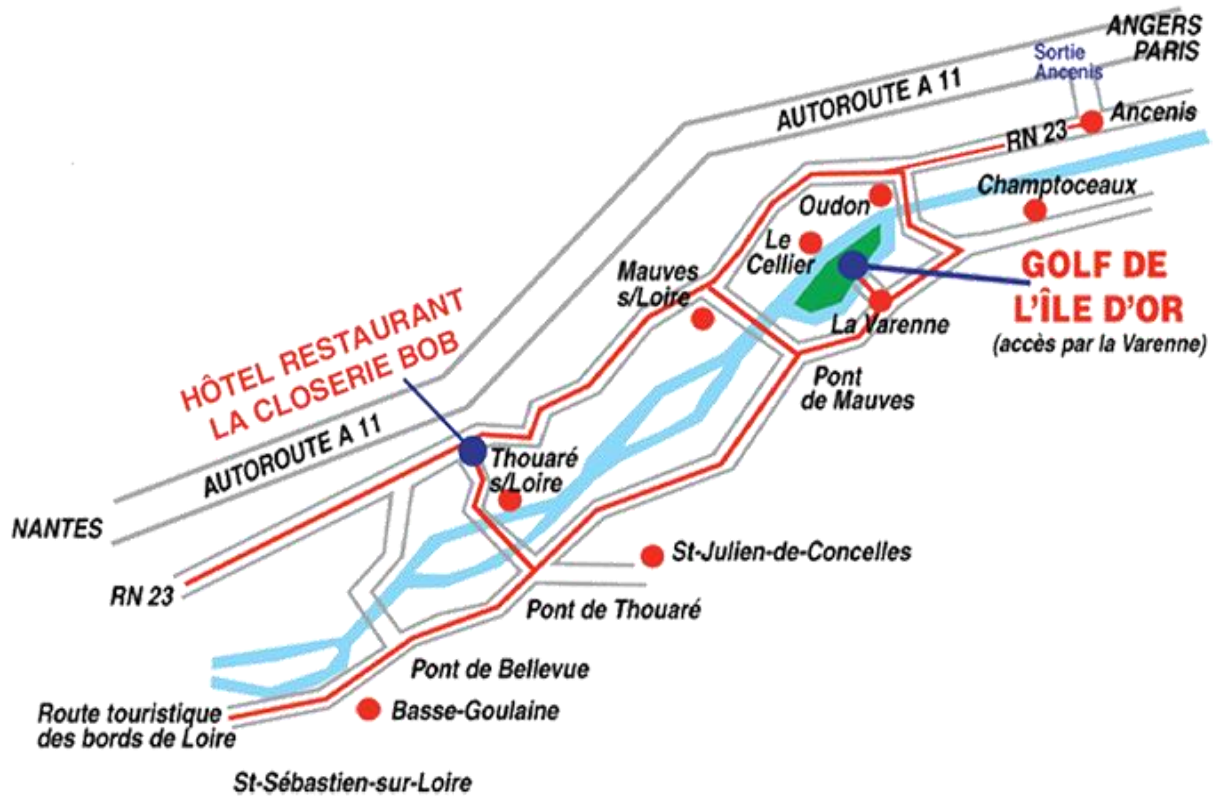 ANGERS
PARIS
Sortie
Ancenis
AUTOROUTE A 11
Ancenis
RN 23
Champtoceaux
Oudon
Le
Cellier
GOLF DE
L'ÎLE D'OR
(accès par la Varenne)
Mauves
s/Loire
La Varenne
HÔTEL RESTAURANT
LA CLOSERIE BOB
Pont
de Mauves
AUTOROUTE A 11
Thouaré
s/Loire
NANTES
St-Julien-de-Concelles
RN 23
Pont de Thouaré
Pont de Bellevue
Basse-Goulaine
Route touristique
des bords de Loire
St-Sébastien-sur-Loire